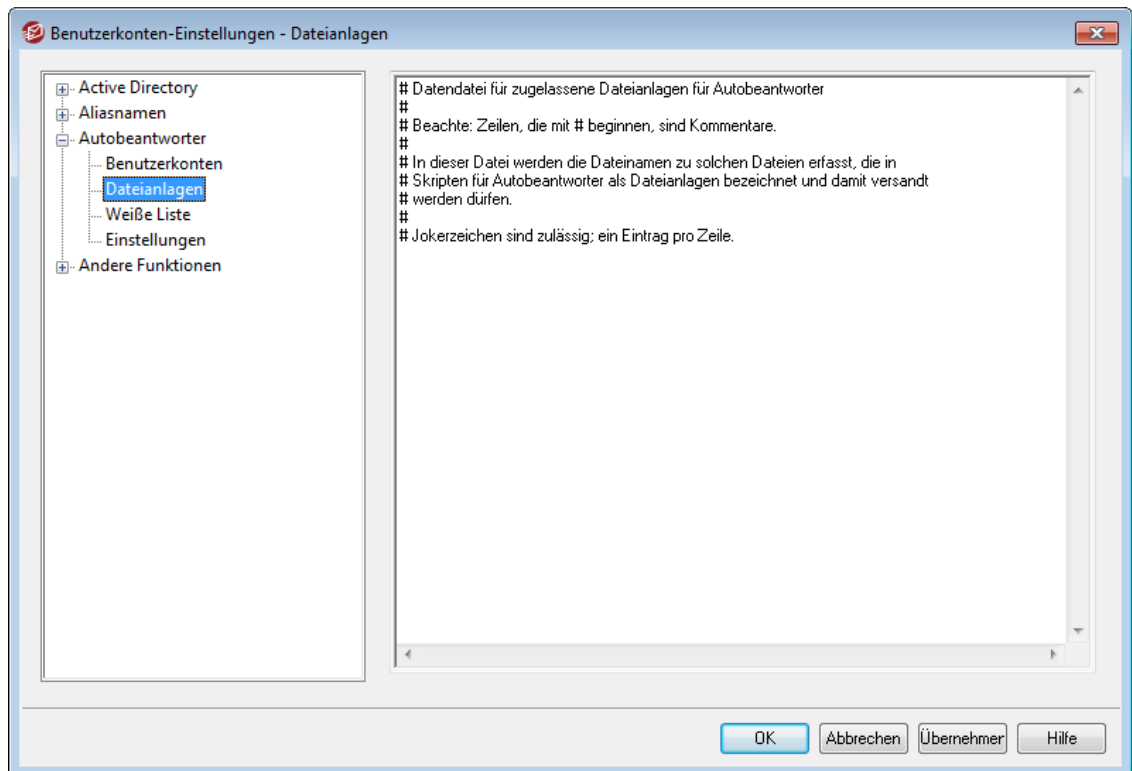 Benutzerkonten-Einstellungen - Dateianlagen
Active Directory
Aliasnamen
Autobeantworter
Benutzerkonten
Dateianlagen
Weiße Liste
Einstellungen
Andere Funktionen
# Datendatei für zugelassene Dateianlagen für Autobeantworter
#
# Beachte: Zeilen, die mit # beginnen, sind Kommentare.
#
# In dieser Datei werden die Dateinamen zu solchen Dateien erfasst, die in
# Skripten für Autobeantworter als Dateianlagen bezeichnet und damit versandt
# werden dürfen.
#
# Jokerzeichen sind zulässig; ein Eintrag pro Zeile.
OK
Abbrechen
Übernehmer
Hilfe